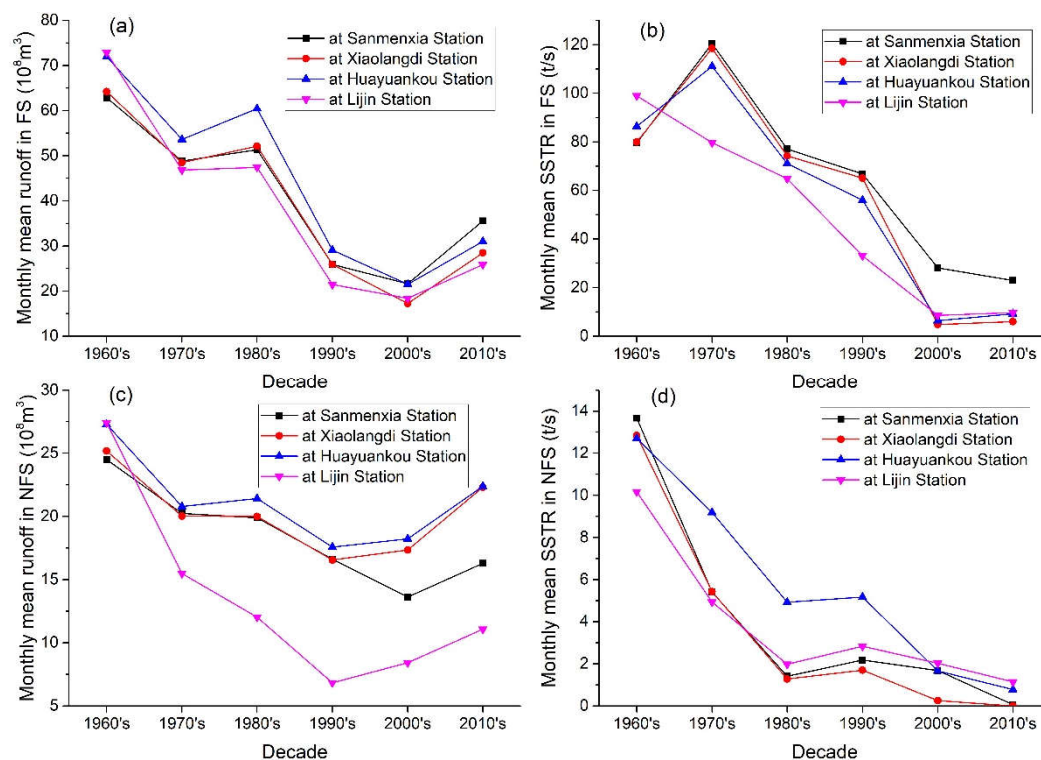 (a)
at Sanmenxia Station
at Xiaolangdi Station
at Huayuankou Station
at Lijin Station
Monthly mean runoff in FS (10⁸m³)
80
70
60
50
40
30
20
10
1960's 1970's 1980's 1990's 2000's 2010's
Decade
(b)
at Sanmenxia Station
at Xiaolangdi Station
at Huayuankou Station
at Lijin Station
Monthly mean SSTR in FS (t/s)
120
100
80
60
40
20
0
1960's 1970's 1980's 1990's 2000's 2010's
Decade
(c)
at Sanmenxia Station
at Xiaolangdi Station
at Huayuankou Station
at Lijin Station
Monthly mean runoff in NFS (10⁸m³)
30
25
20
15
10
5
1960's 1970's 1980's 1990's 2000's 2010's
Decade
(d)
at Sanmenxia Station
at Xiaolangdi Station
at Huayuankou Station
at Lijin Station
Monthly mean SSTR in NFS (t/s)
14
12
10
8
6
4
2
0
1960's 1970's 1980's 1990's 2000's 2010's
Decade